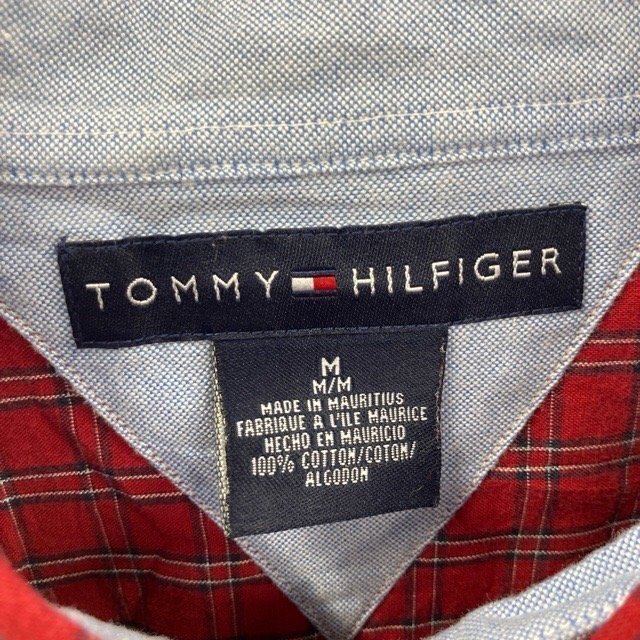 TOMMY HILFIGER
M
M/M
MADE IN MAURITIUS
FABRIQUE A L'ILE MAURICE
HECHO EN MAURICIO
100% COTTON/COTON/
ALGODON